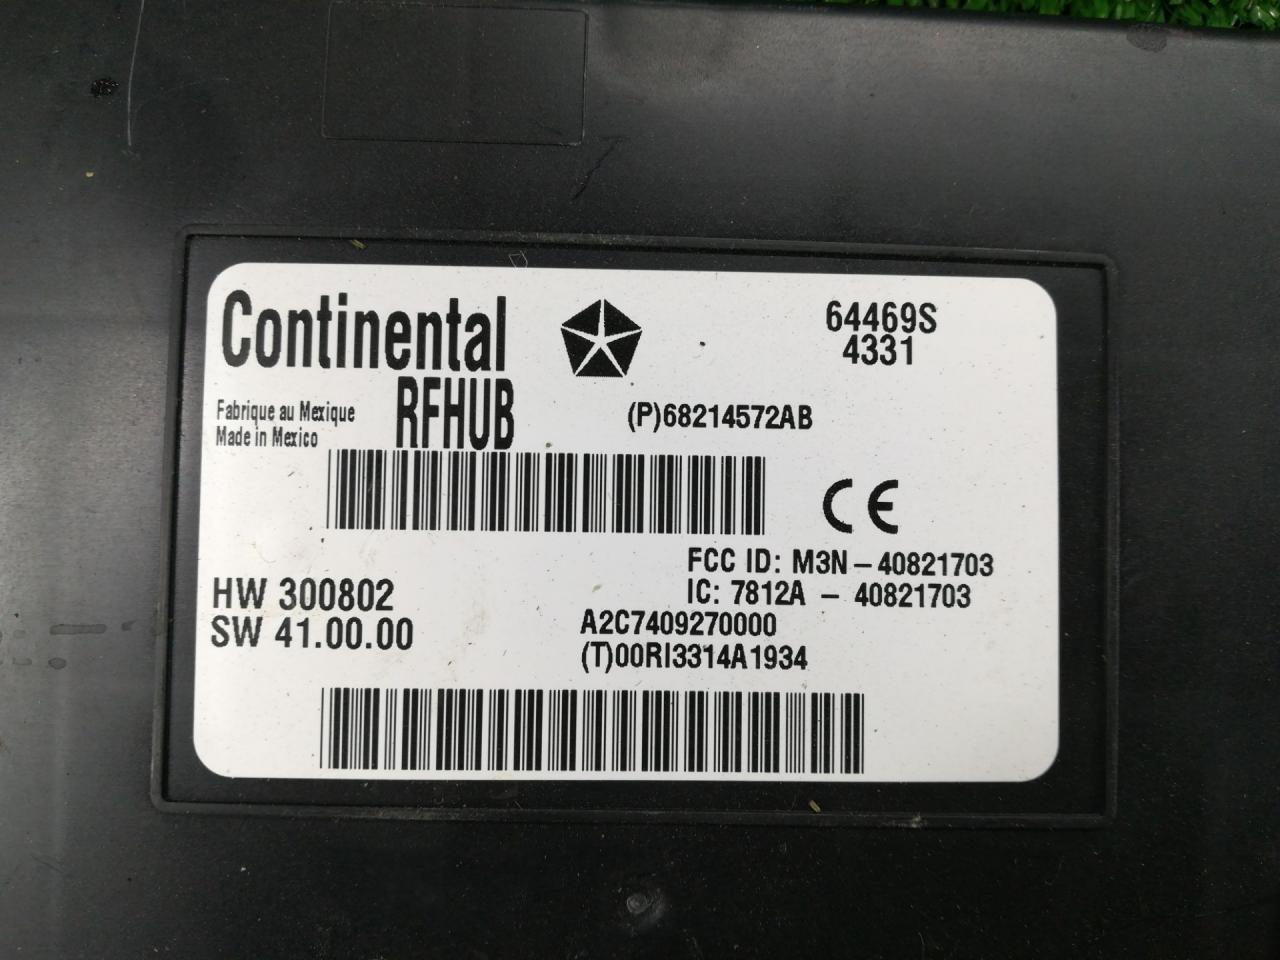 Continental
64469S
4331
Fabrique au Mexique
Made in Mexico
RFHUB
(P)68214572AB
CE
FCC ID: M3N – 40821703
IC: 7812A – 40821703
HW 300802
SW 41.00.00
A2C7409270000
(T)00RI3314A1934